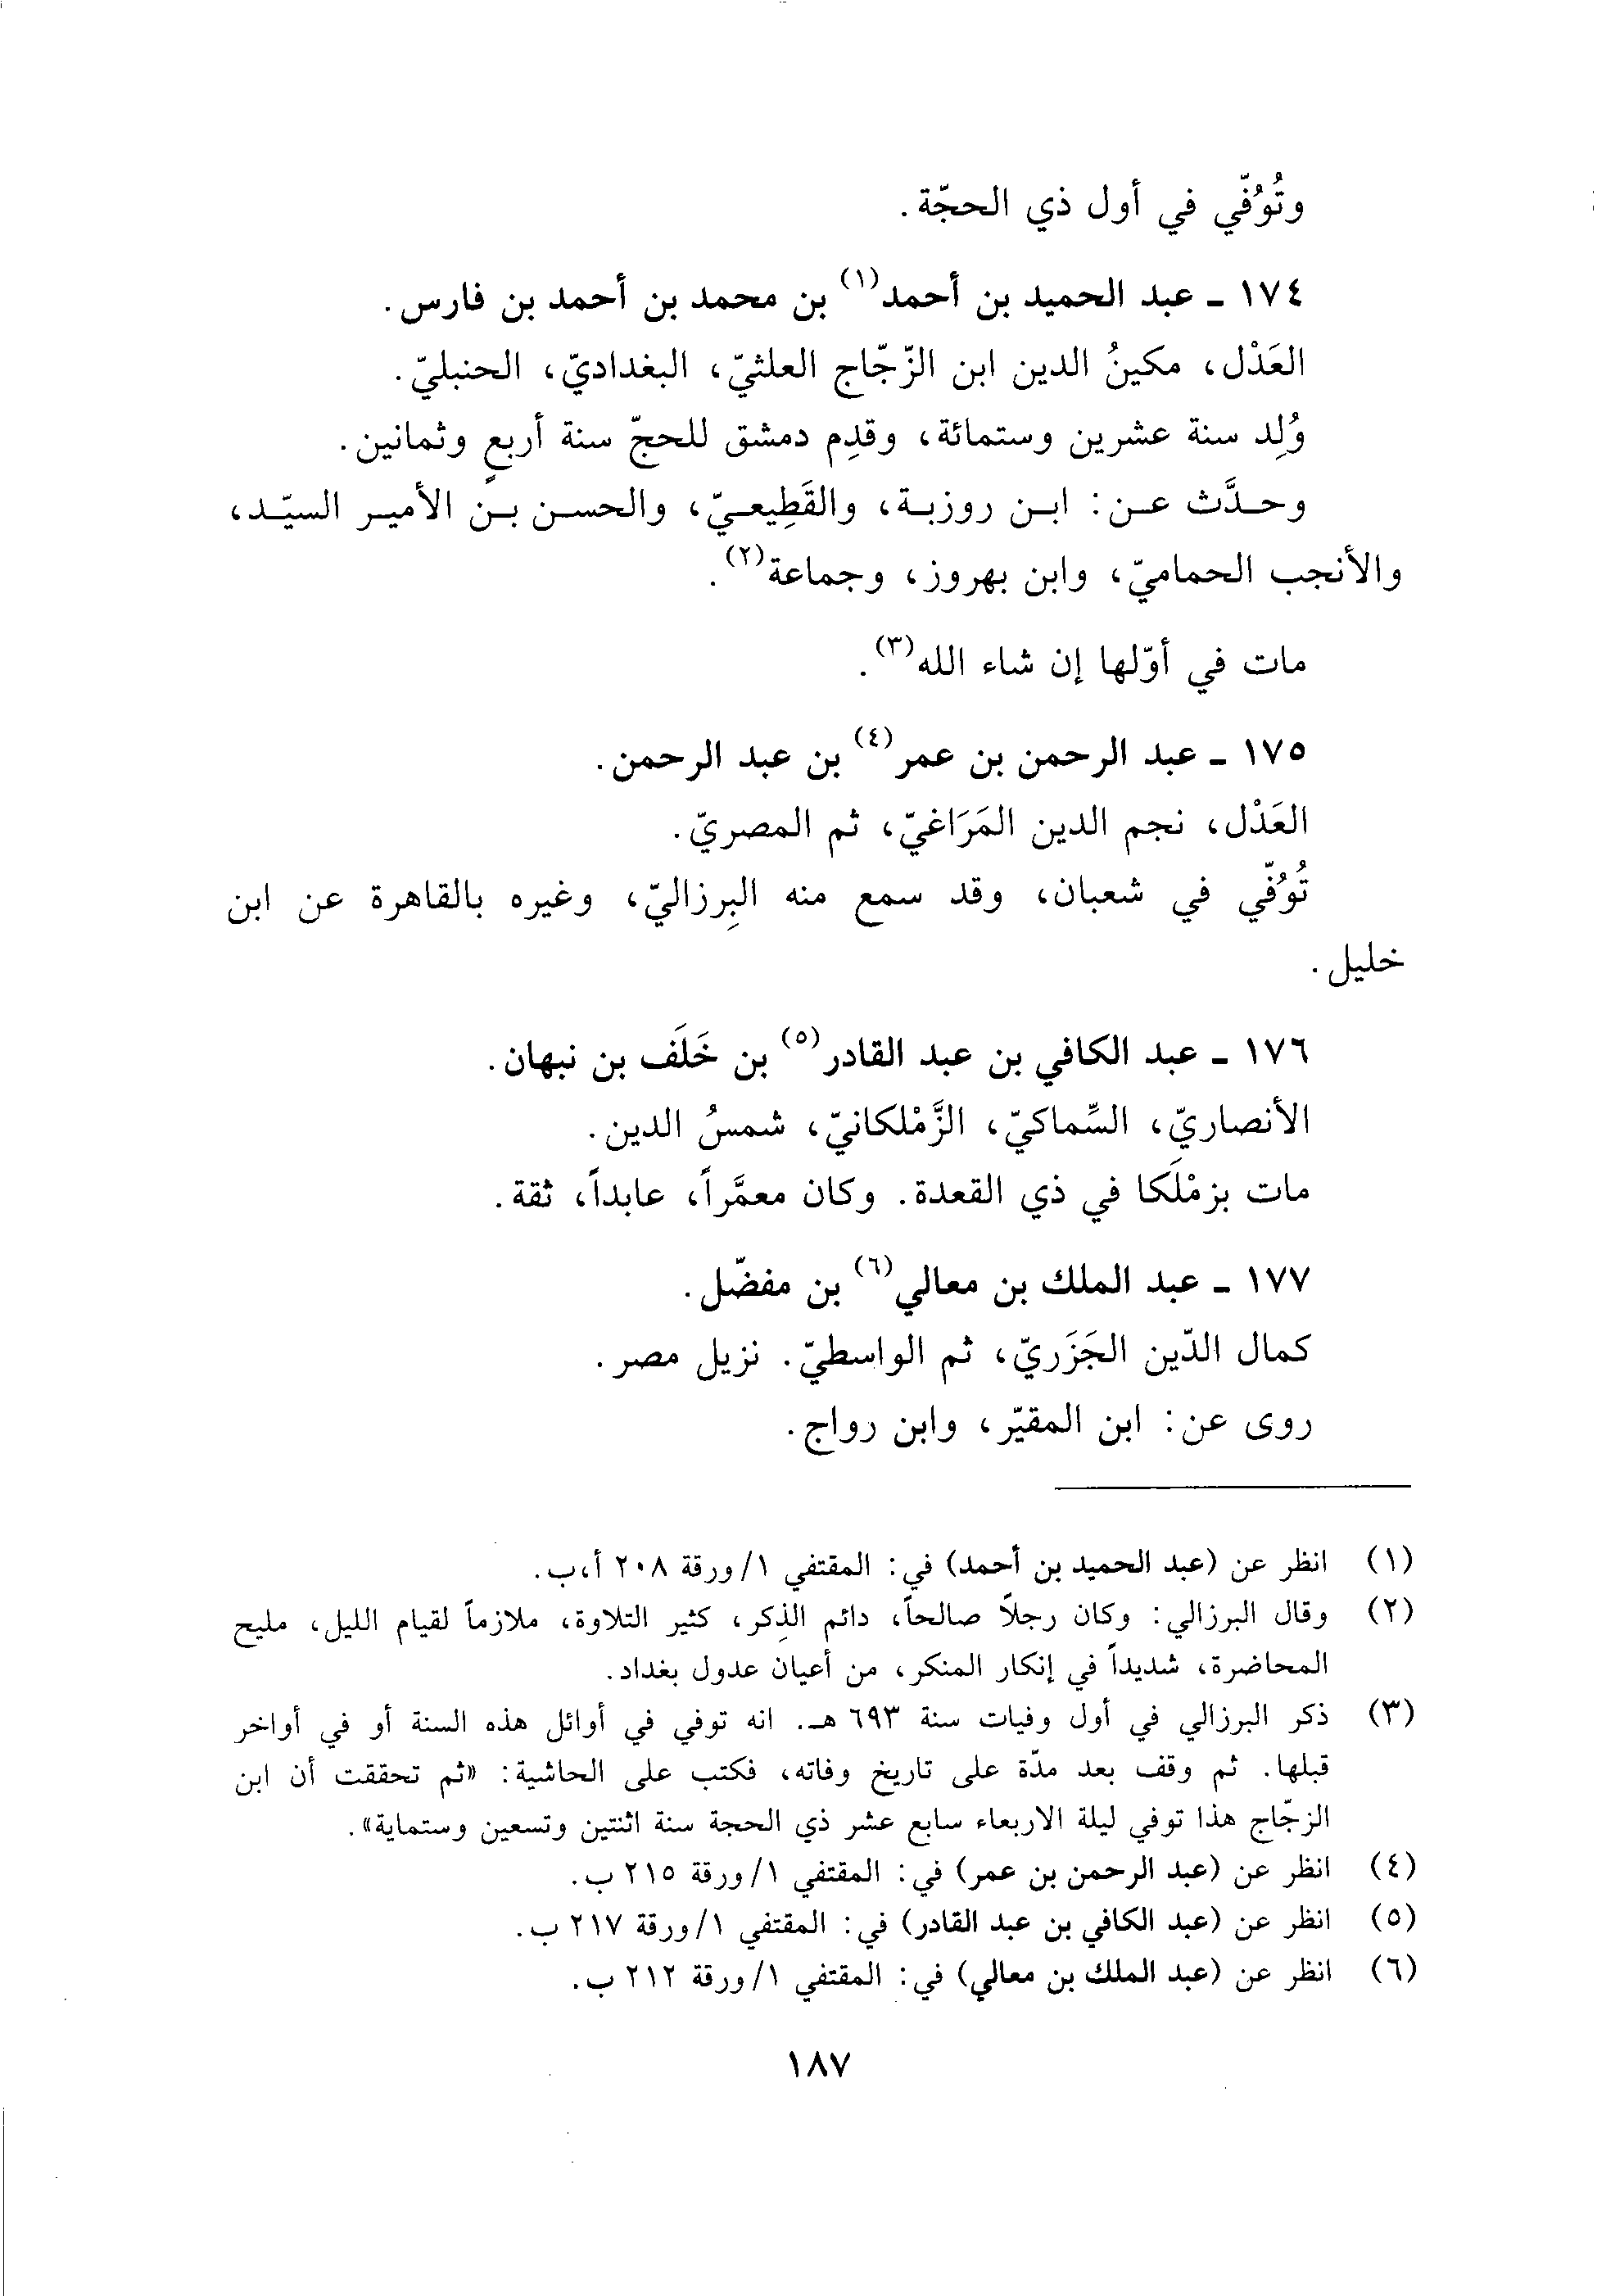 وتُوُفّي في أول ذي الحجّة.
١٧٤ ـ عبد الحميد بن أحمد(١) بن محمد بن أحمد بن فارس.
العَدْل، مكينُ الدين ابن الزّجّاج العلثيّ، البغداديّ، الحنبليّ.
وُلِد سنة عشرين وستمائة، وقدِم دمشق للحجّ سنة أربعٍ وثمانين.
وحدَّث عن: ابن روزبة، والقَطِيعيّ، والحسن بن الأمير السيّد،
والأنجب الحماميّ، وابن بهروز، وجماعة(٢).
مات في أوّلها إن شاء الله(٣).
١٧٥ ـ عبد الرحمن بن عمر(٤) بن عبد الرحمن.
العَدْل، نجم الدين المَرَاغيّ، ثم المصريّ.
تُوُفّي في شعبان، وقد سمع منه البِرزاليّ، وغيره بالقاهرة عن ابن
خليل.
١٧٦ ـ عبد الكافي بن عبد القادر(٥) بن خَلَف بن نبهان.
الأنصاريّ، السِّماكيّ، الزَّمْلكانيّ، شمسُ الدين.
مات بزمْلَكا في ذي القعدة. وكان معمَّراً، عابداً، ثقة.
١٧٧ ـ عبد الملك بن معالي(٦) بن مفضّل.
كمال الدّين الجَزَريّ، ثم الواسطيّ. نزيل مصر.
روى عن: ابن المقيّر، وابن رواج.
(١) انظر عن (عبد الحميد بن أحمد) في: المقتفي ١/ورقة ٢٠٨ أ،ب.
(٢) وقال البرزالي: وكان رجلاً صالحاً، دائم الذِكر، كثير التلاوة، ملازماً لقيام الليل، مليح
المحاضرة، شديداً في إنكار المنكر، من أعيان عدول بغداد.
(٣) ذكر البرزالي في أول وفيات سنة ٦٩٣ هـ. انه توفي في أوائل هذه السنة أو في أواخر
قبلها. ثم وقف بعد مدّة على تاريخ وفاته، فكتب على الحاشية: «ثم تحققت أن ابن
الزجّاج هذا توفي ليلة الاربعاء سابع عشر ذي الحجة سنة اثنتين وتسعين وستماية».
(٤) انظر عن (عبد الرحمن بن عمر) في: المقتفي ١/ورقة ٢١٥ ب.
(٥) انظر عن (عبد الكافي بن عبد القادر) في: المقتفي ١/ورقة ٢١٧ ب.
(٦) انظر عن (عبد الملك بن معالي) في: المقتفي ١/ورقة ٢١٢ ب.
١٨٧